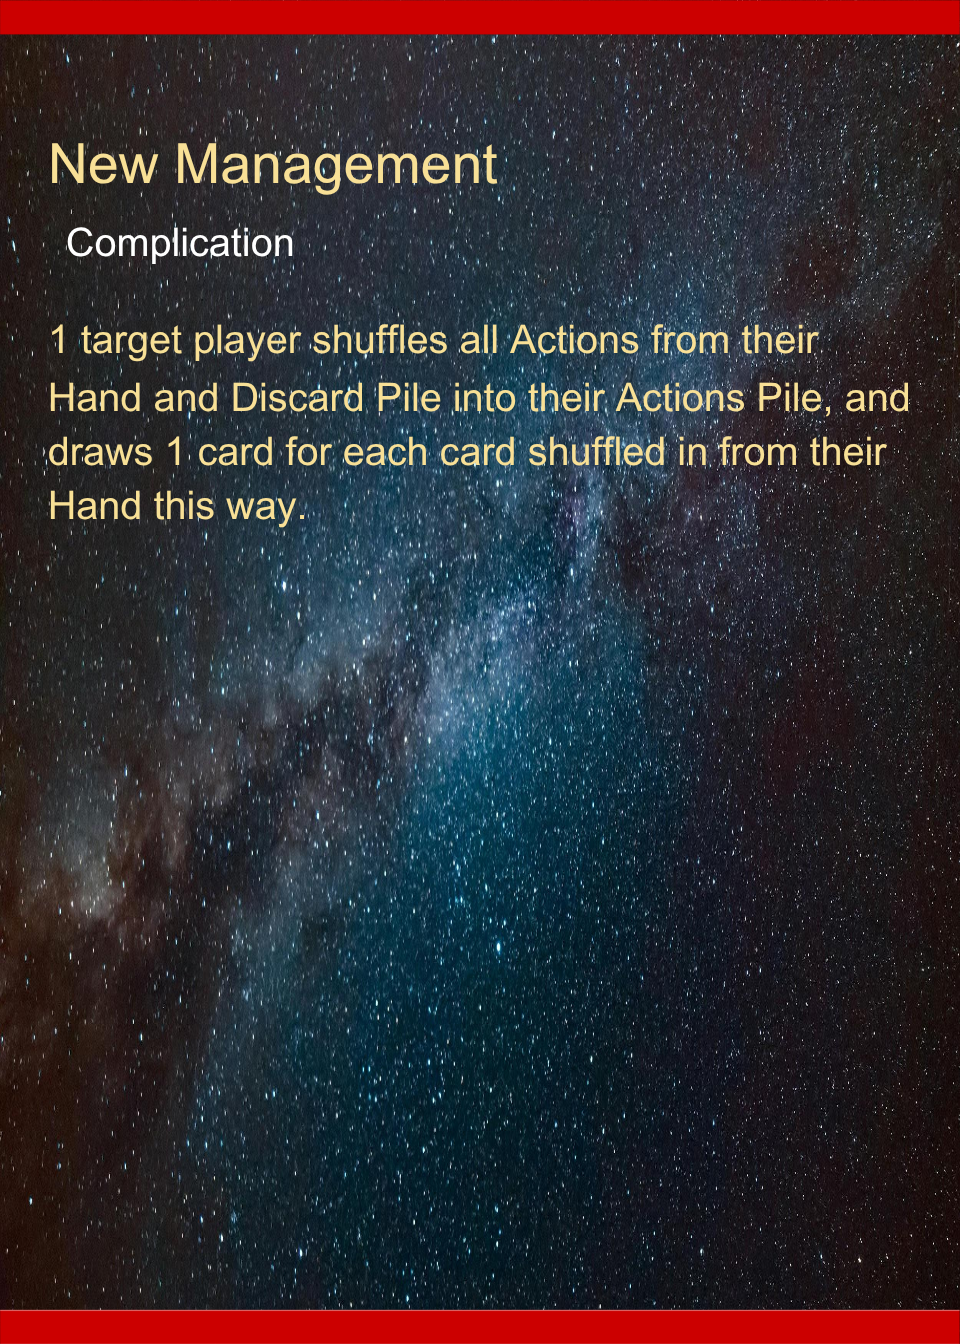 New Management
Complication
1 target player shuffles all Actions from their
Hand and Discard Pile into their Actions Pile, and
draws 1 card for each card shuffled in from their
Hand this way.